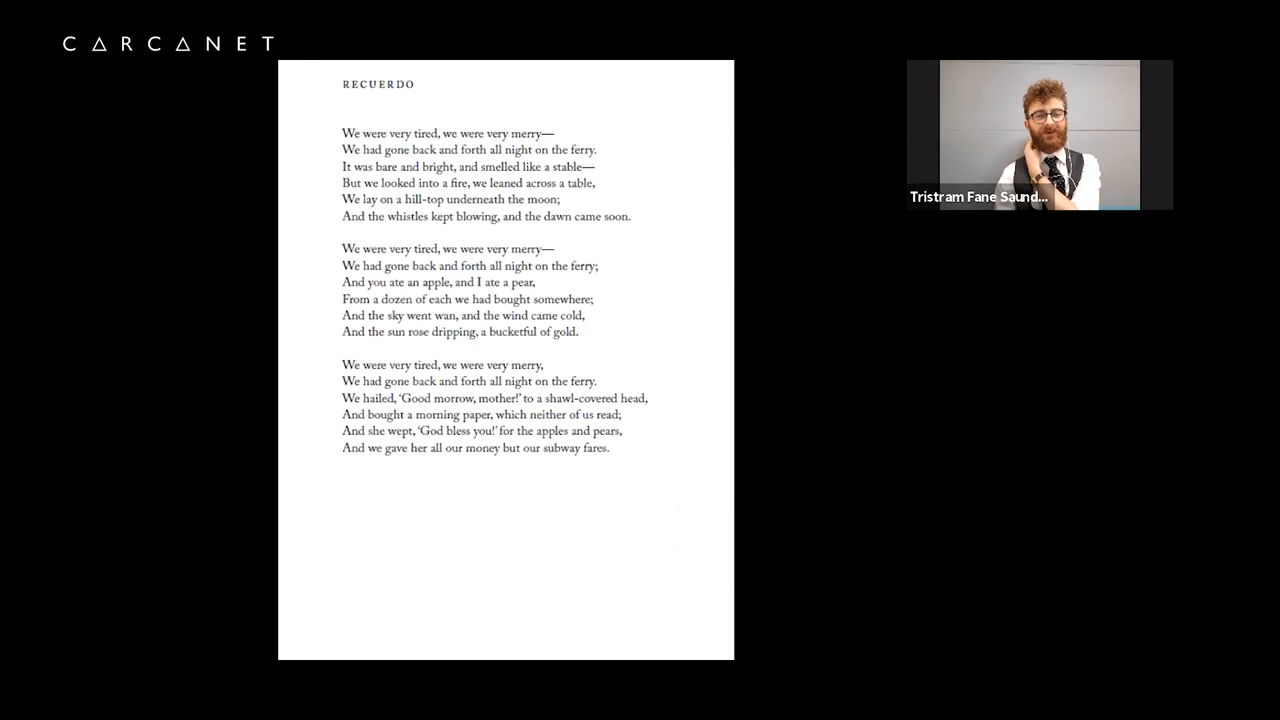 CARCANET
RECUERDO
We were very tired, we were very merry—
We had gone back and forth all night on the ferry.
It was bare and bright, and smelled like a stable—
But we looked into a fire, we leaned across a table,
We lay on a hill-top underneath the moon;
And the whistles kept blowing, and the dawn came soon.
We were very tired, we were very merry—
We had gone back and forth all night on the ferry;
And you ate an apple, and I ate a pear,
From a dozen of each we had bought somewhere;
And the sky went wan, and the wind came cold,
And the sun rose dripping, a bucketful of gold.
We were very tired, we were very merry,
We had gone back and forth all night on the ferry.
We hailed, ‘Good morrow, mother!’ to a shawl-covered head,
And bought a morning paper, which neither of us read;
And she wept, ‘God bless you!’ for the apples and pears,
And we gave her all our money but our subway fares.
Tristram Fane Saund...